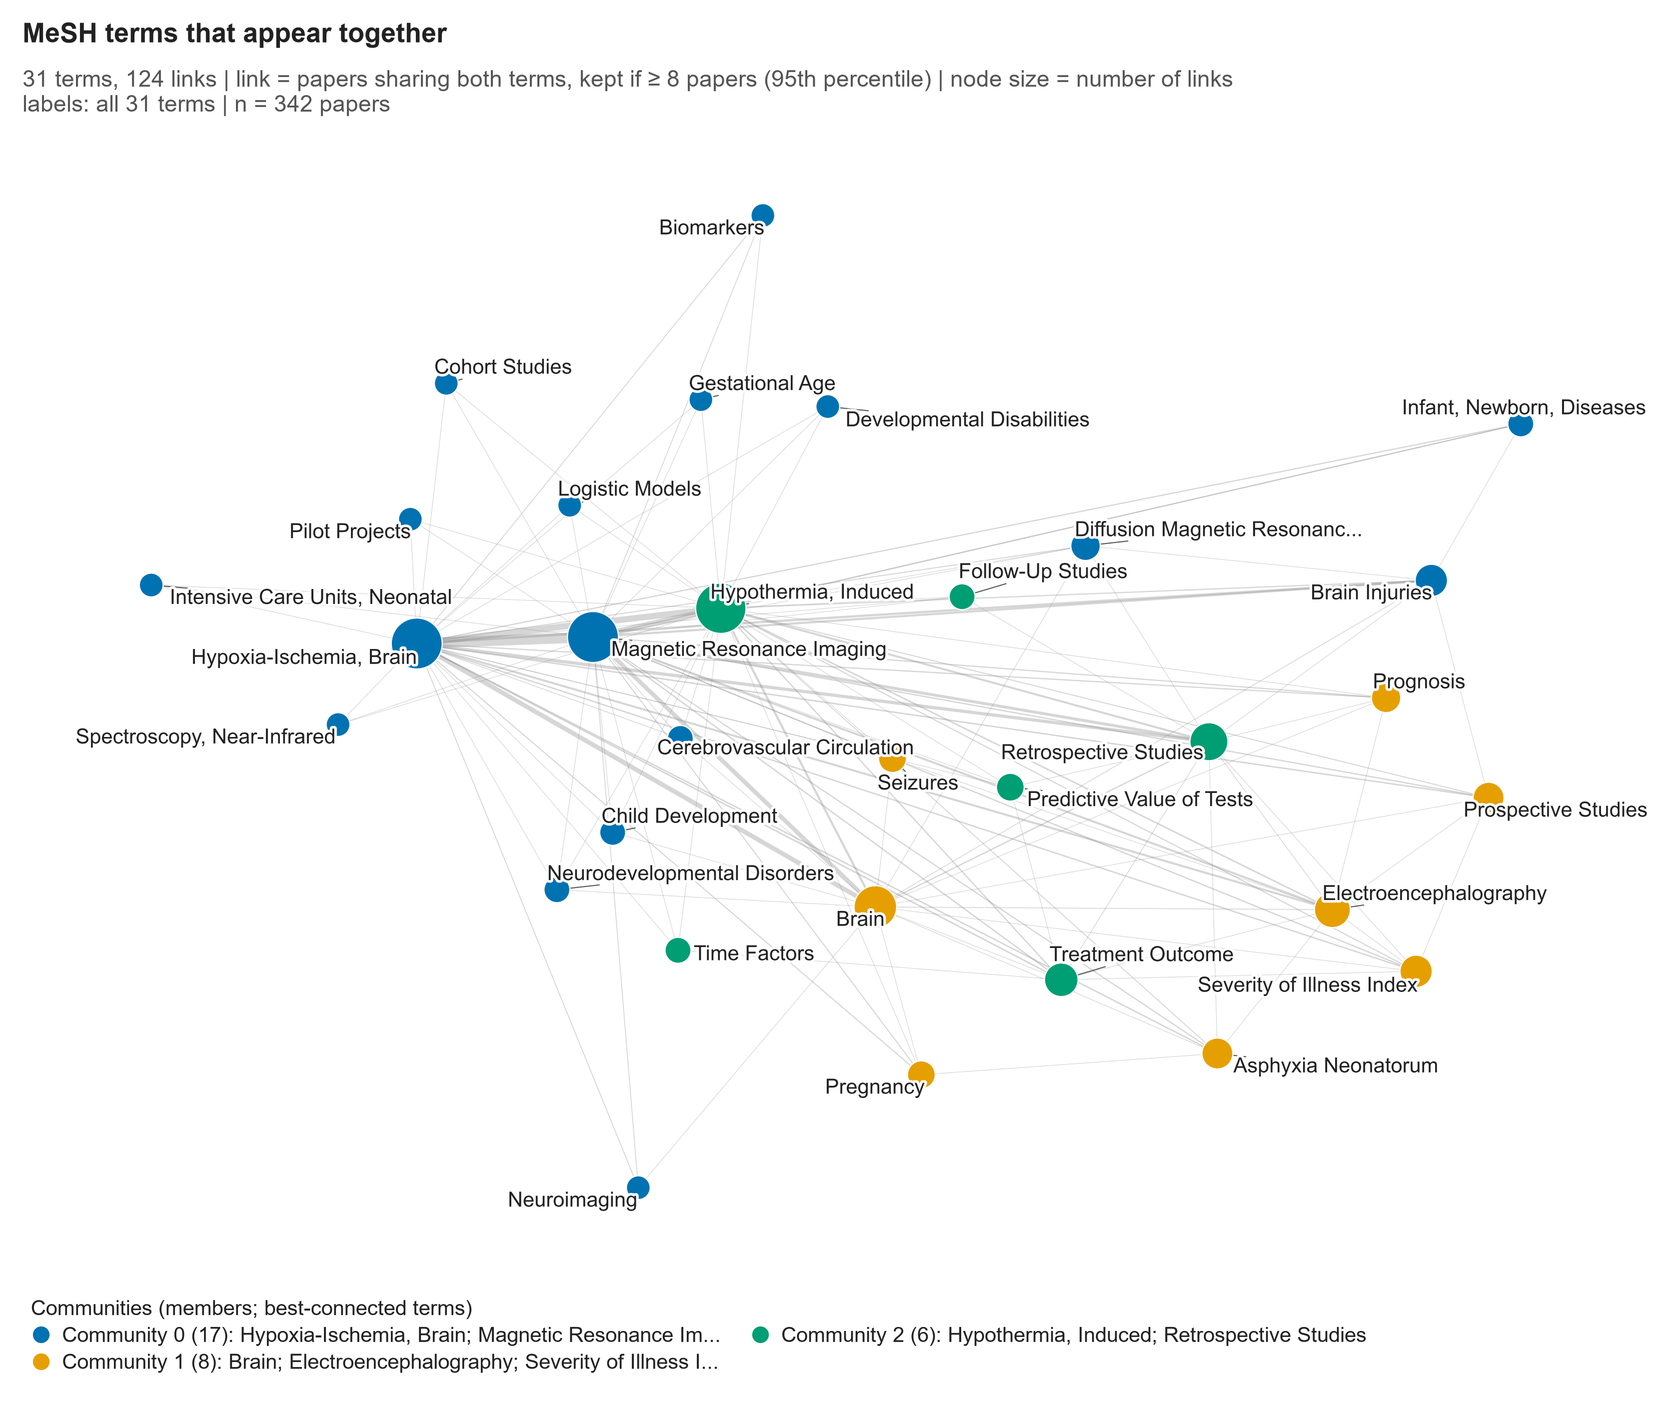 MeSH terms that appear together
31 terms, 124 links | link = papers sharing both terms, kept if ≥ 8 papers (95th percentile) | node size = number of links
labels: all 31 terms | n = 342 papers
Biomarkers
Cohort Studies
Gestational Age
Developmental Disabilities
Infant, Newborn, Diseases
Logistic Models
Pilot Projects
Diffusion Magnetic Resonanc...
Follow-Up Studies
Hypothermia, Induced
Brain Injuries
Intensive Care Units, Neonatal
Magnetic Resonance Imaging
Hypoxia-Ischemia, Brain
Prognosis
Spectroscopy, Near-Infrared
Cerebrovascular Circulation
Retrospective Studies
Seizures
Predictive Value of Tests
Prospective Studies
Child Development
Neurodevelopmental Disorders
Electroencephalography
Brain
Time Factors
Treatment Outcome
Severity of Illness Index
Asphyxia Neonatorum
Pregnancy
Neuroimaging
Communities (members; best-connected terms)
Community 0 (17): Hypoxia-Ischemia, Brain; Magnetic Resonance Im...
Community 2 (6): Hypothermia, Induced; Retrospective Studies
Community 1 (8): Brain; Electroencephalography; Severity of Illness I...